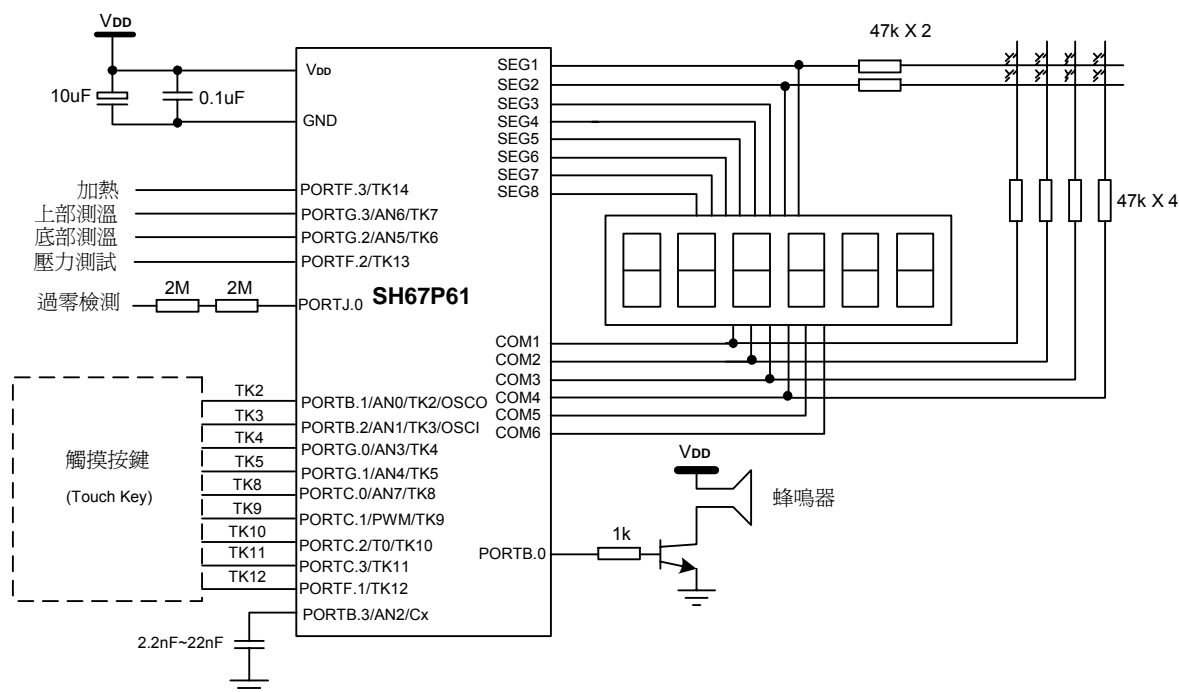 VDD
10uF
0.1uF
VDD
GND
加熱
PORTF.3/TK14
上部測溫
PORTG.3/AN6/TK7
底部測溫
PORTG.2/AN5/TK6
壓力測試
PORTF.2/TK13
過零檢測
2M
2M
PORTJ.0
SH67P61
SEG1
SEG2
SEG3
SEG4
SEG5
SEG6
SEG7
SEG8
47k X 2
47k X 4
COM1
COM2
COM3
COM4
COM5
COM6
觸摸按鍵
(Touch Key)
TK2
PORTB.1/AN0/TK2/OSCO
TK3
PORTB.2/AN1/TK3/OSCI
TK4
PORTG.0/AN3/TK4
TK5
PORTG.1/AN4/TK5
TK8
PORTC.0/AN7/TK8
TK9
PORTC.1/PWM/TK9
TK10
PORTC.2/T0/TK10
TK11
PORTC.3/TK11
TK12
PORTF.1/TK12
PORTB.3/AN2/Cx
2.2nF~22nF
PORTB.0
1k
VDD
蜂鳴器